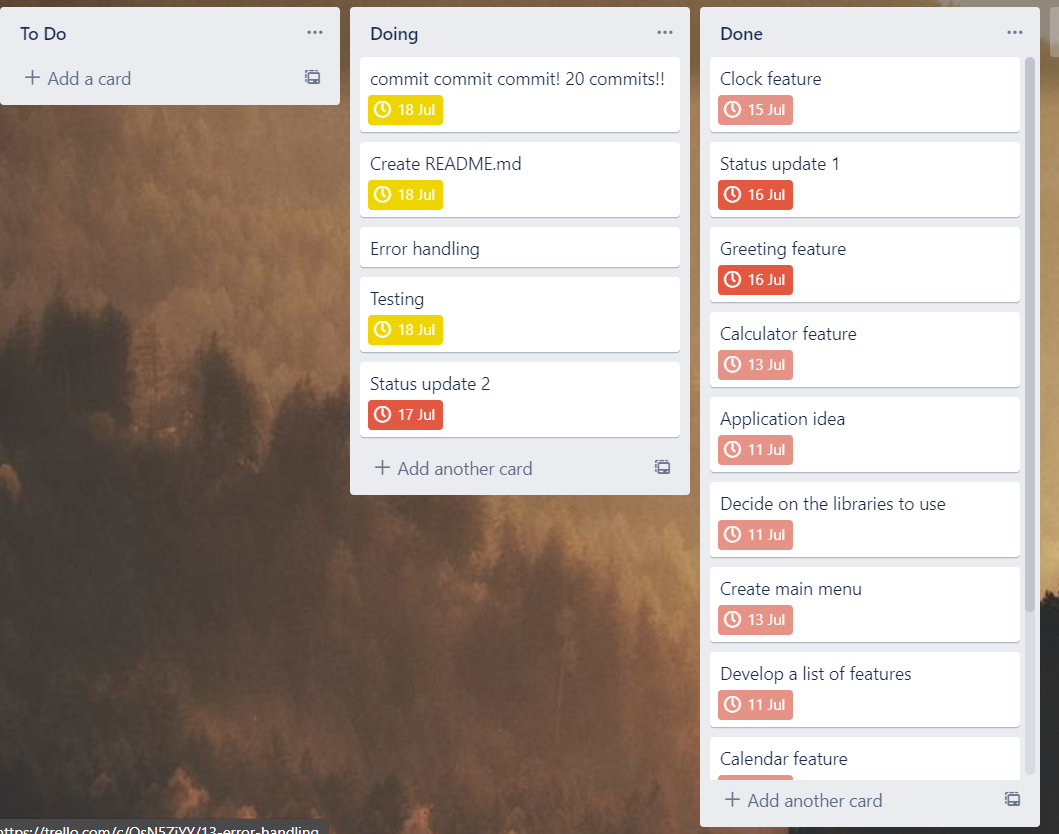 To Do
Add a card
Doing
commit commit commit! 20 commits!!
18 Jul
Create README.md
18 Jul
Error handling
Testing
18 Jul
Status update 2
17 Jul
Add another card
Done
Clock feature
15 Jul
Status update 1
16 Jul
Greeting feature
16 Jul
Calculator feature
13 Jul
Application idea
11 Jul
Decide on the libraries to use
11 Jul
Create main menu
13 Jul
Develop a list of features
11 Jul
Calendar feature
Add another card
https://trello.com/c/OsN5ZjYY/13-error-handling